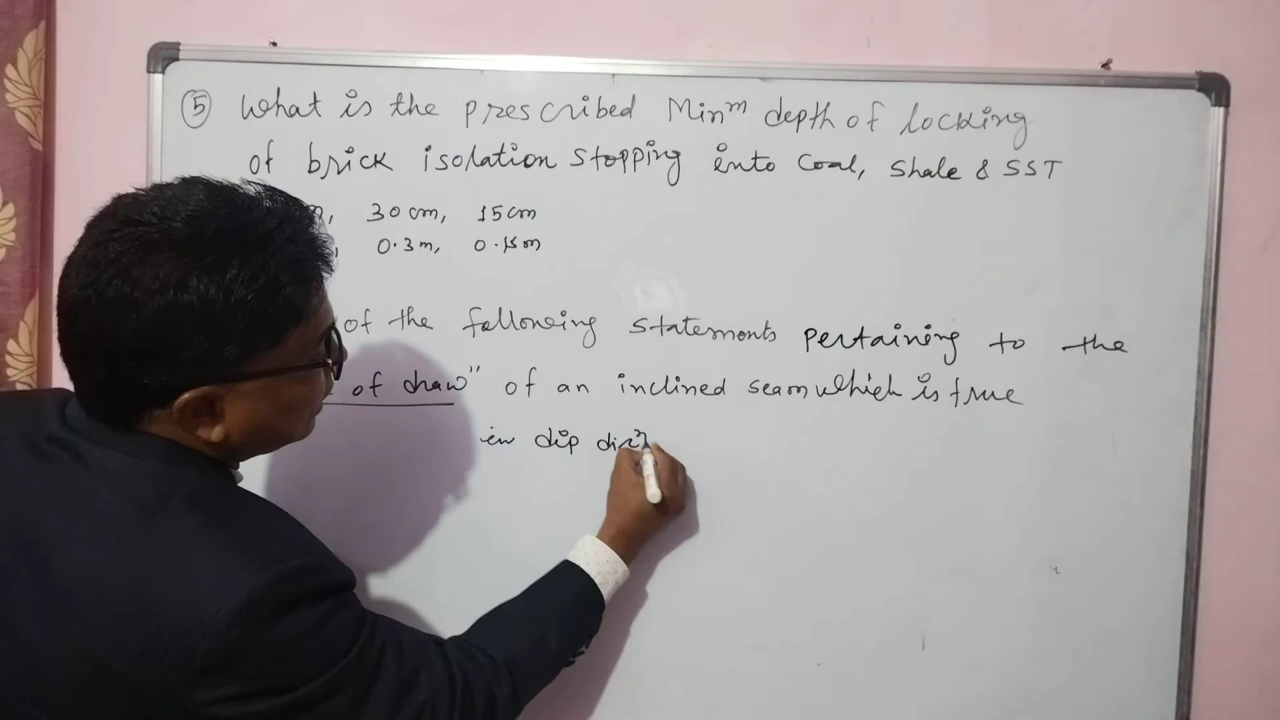 ⑤ What is the prescribed Minᵐ depth of locking
of brick isolation stopping into Coal, Shale & SST
30 cm, 15 cm
0.3 m, 0.15 m
of the following statements pertaining to the
of draw" of an inclined seam which is true
in dip